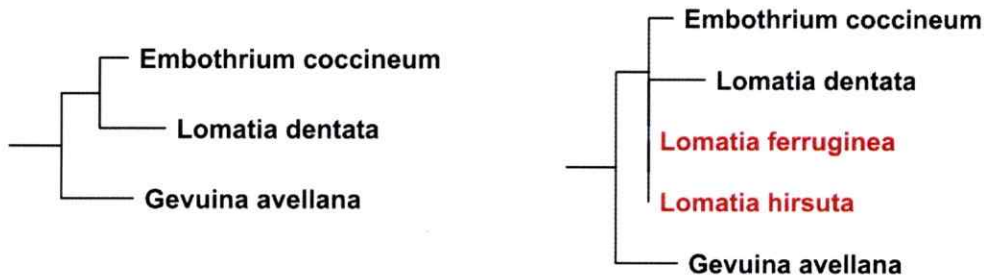 Embothrium coccineum
Lomatia dentata
Gevuina avellana
Embothrium coccineum
Lomatia dentata
Lomatia ferruginea
Lomatia hirsuta
Gevuina avellana